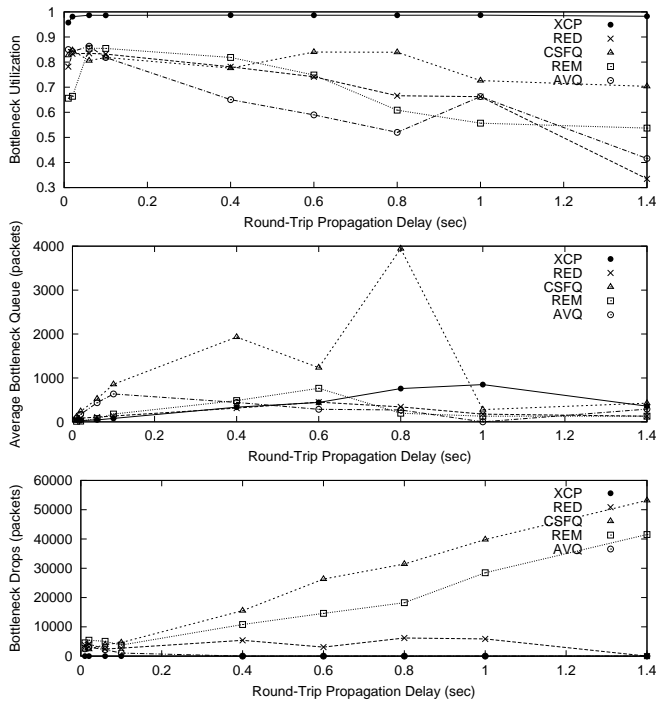 1
0.9
0.8
0.7
0.6
0.5
0.4
0.3
0
0.2
0.4
0.6
0.8
1
1.2
1.4
Bottleneck Utilization
Round-Trip Propagation Delay (sec)
XCP
RED
CSFQ
REM
AVQ
4000
3000
2000
1000
0
0
0.2
0.4
0.6
0.8
1
1.2
1.4
Average Bottleneck Queue (packets)
Round-Trip Propagation Delay (sec)
XCP
RED
CSFQ
REM
AVQ
60000
50000
40000
30000
20000
10000
0
0
0.2
0.4
0.6
0.8
1
1.2
1.4
Bottleneck Drops (packets)
Round-Trip Propagation Delay (sec)
XCP
RED
CSFQ
REM
AVQ